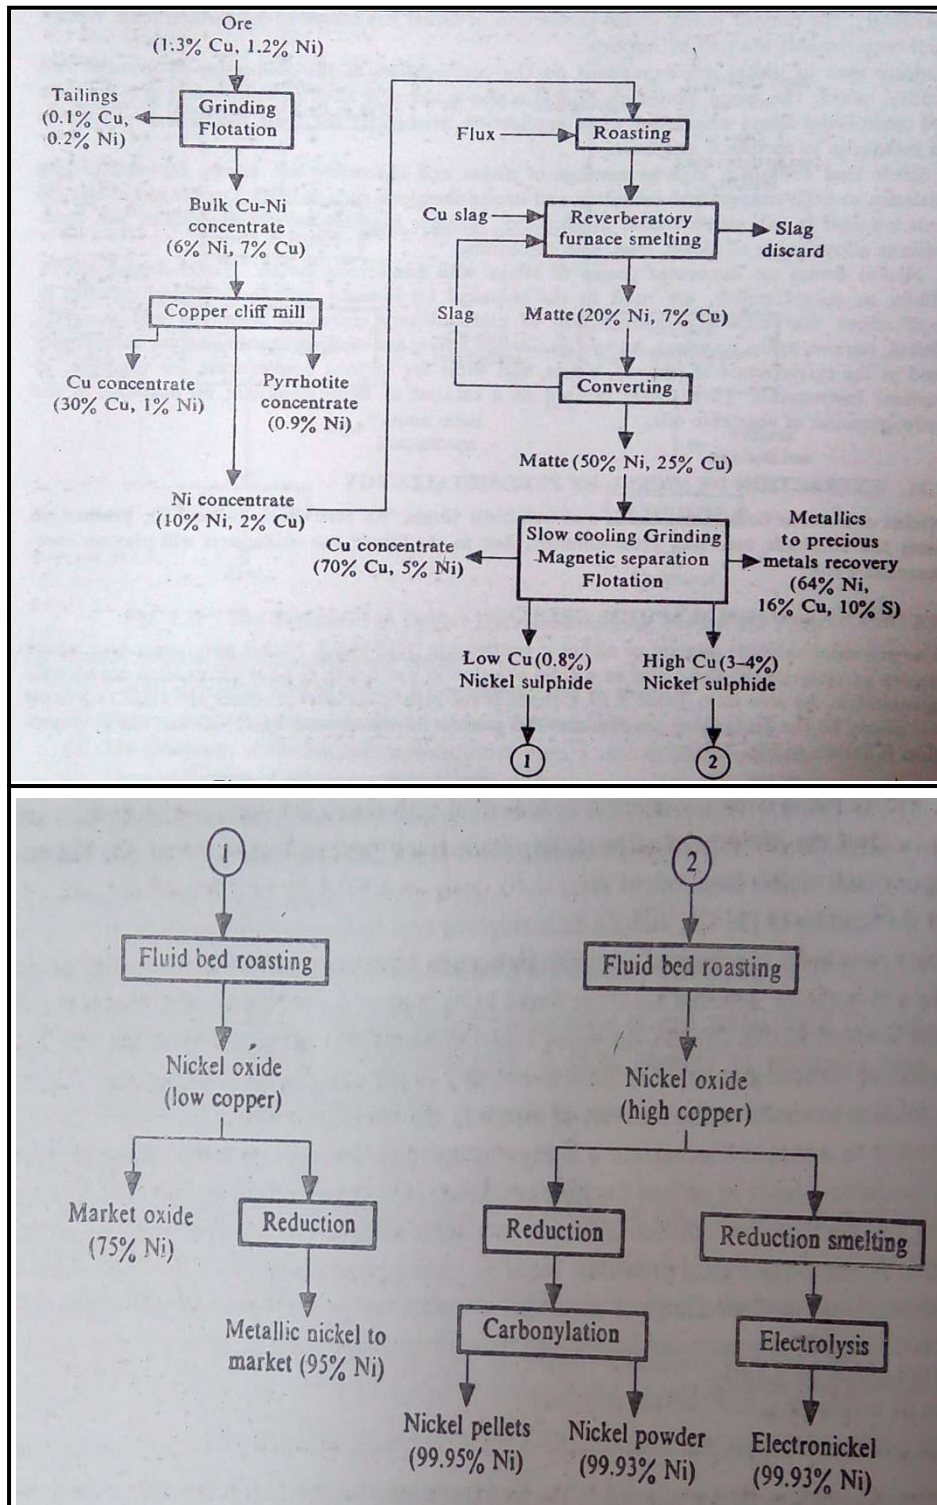 Ore
(1.3% Cu, 1.2% Ni)
Tailings
(0.1% Cu,
0.2% Ni)
Grinding
Flotation
Bulk Cu-Ni
concentrate
(6% Ni, 7% Cu)
Copper cliff mill
Cu concentrate
(30% Cu, 1% Ni)
Pyrrhotite
concentrate
(0.9% Ni)
Ni concentrate
(10% Ni, 2% Cu)
Flux
Roasting
Cu slag
Reverberatory
furnace smelting
Slag
discard
Slag
Matte (20% Ni, 7% Cu)
Converting
Matte (50% Ni, 25% Cu)
Cu concentrate
(70% Cu, 5% Ni)
Slow cooling Grinding
Magnetic separation
Flotation
Metallics
to precious
metals recovery
(64% Ni,
16% Cu, 10% S)
Low Cu (0.8%)
Nickel sulphide
High Cu (3–4%)
Nickel sulphide
1
2
1
2
Fluid bed roasting
Fluid bed roasting
Nickel oxide
(low copper)
Nickel oxide
(high copper)
Market oxide
(75% Ni)
Reduction
Reduction
Reduction smelting
Metallic nickel to
market (95% Ni)
Carbonylation
Electrolysis
Nickel pellets
(99.95% Ni)
Nickel powder
(99.93% Ni)
Electronickel
(99.93% Ni)